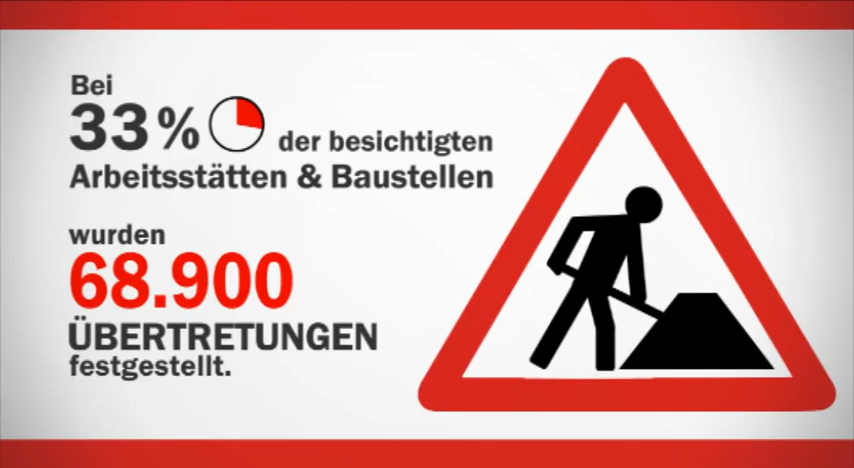 Bei
33% der besichtigten
Arbeitsstätten & Baustellen
wurden
68.900
ÜBERTRETUNGEN
festgestellt.